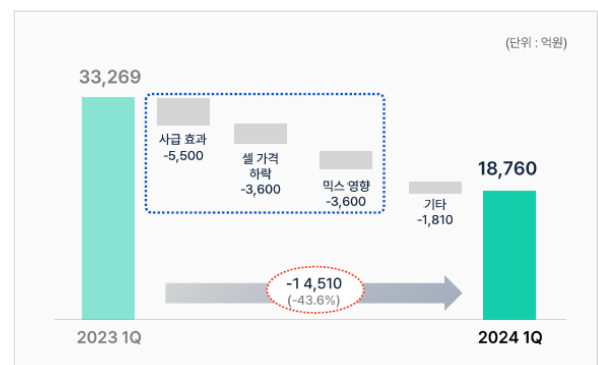 (단위 : 억원)
33,269
사급 효과
-5,500
셀 가격
하락
-3,600
믹스 영향
-3,600
기타
-1,810
18,760
-1 4,510
(-43.6%)
2023 1Q
2024 1Q